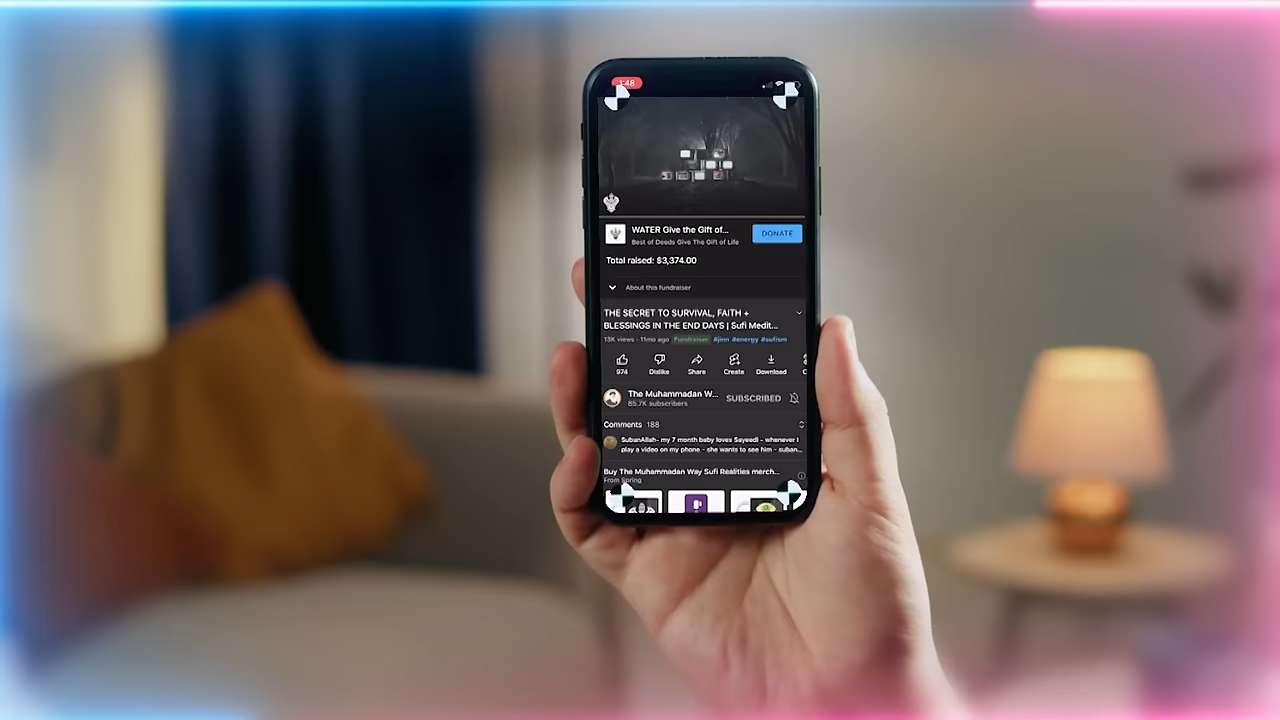 1:48
WATER Give the Gift of...
Best of Deeds Give The Gift of Life
DONATE
Total raised: $3,374.00
About this fundraiser
THE SECRET TO SURVIVAL, FAITH +
BLESSINGS IN THE END DAYS | Sufi Medit...
13K views · 11mo ago Fundraiser #jinn #energy #sufism
974 Dislike Share Create Download
The Muhammadan W... SUBSCRIBED
85.7K subscribers
Comments 188
SubanAllah- my 7 month baby loves Sayeedi - whenever I
play a video on my phone - she wants to see him - suban...
Buy The Muhammadan Way Sufi Realities merch...
From Spring